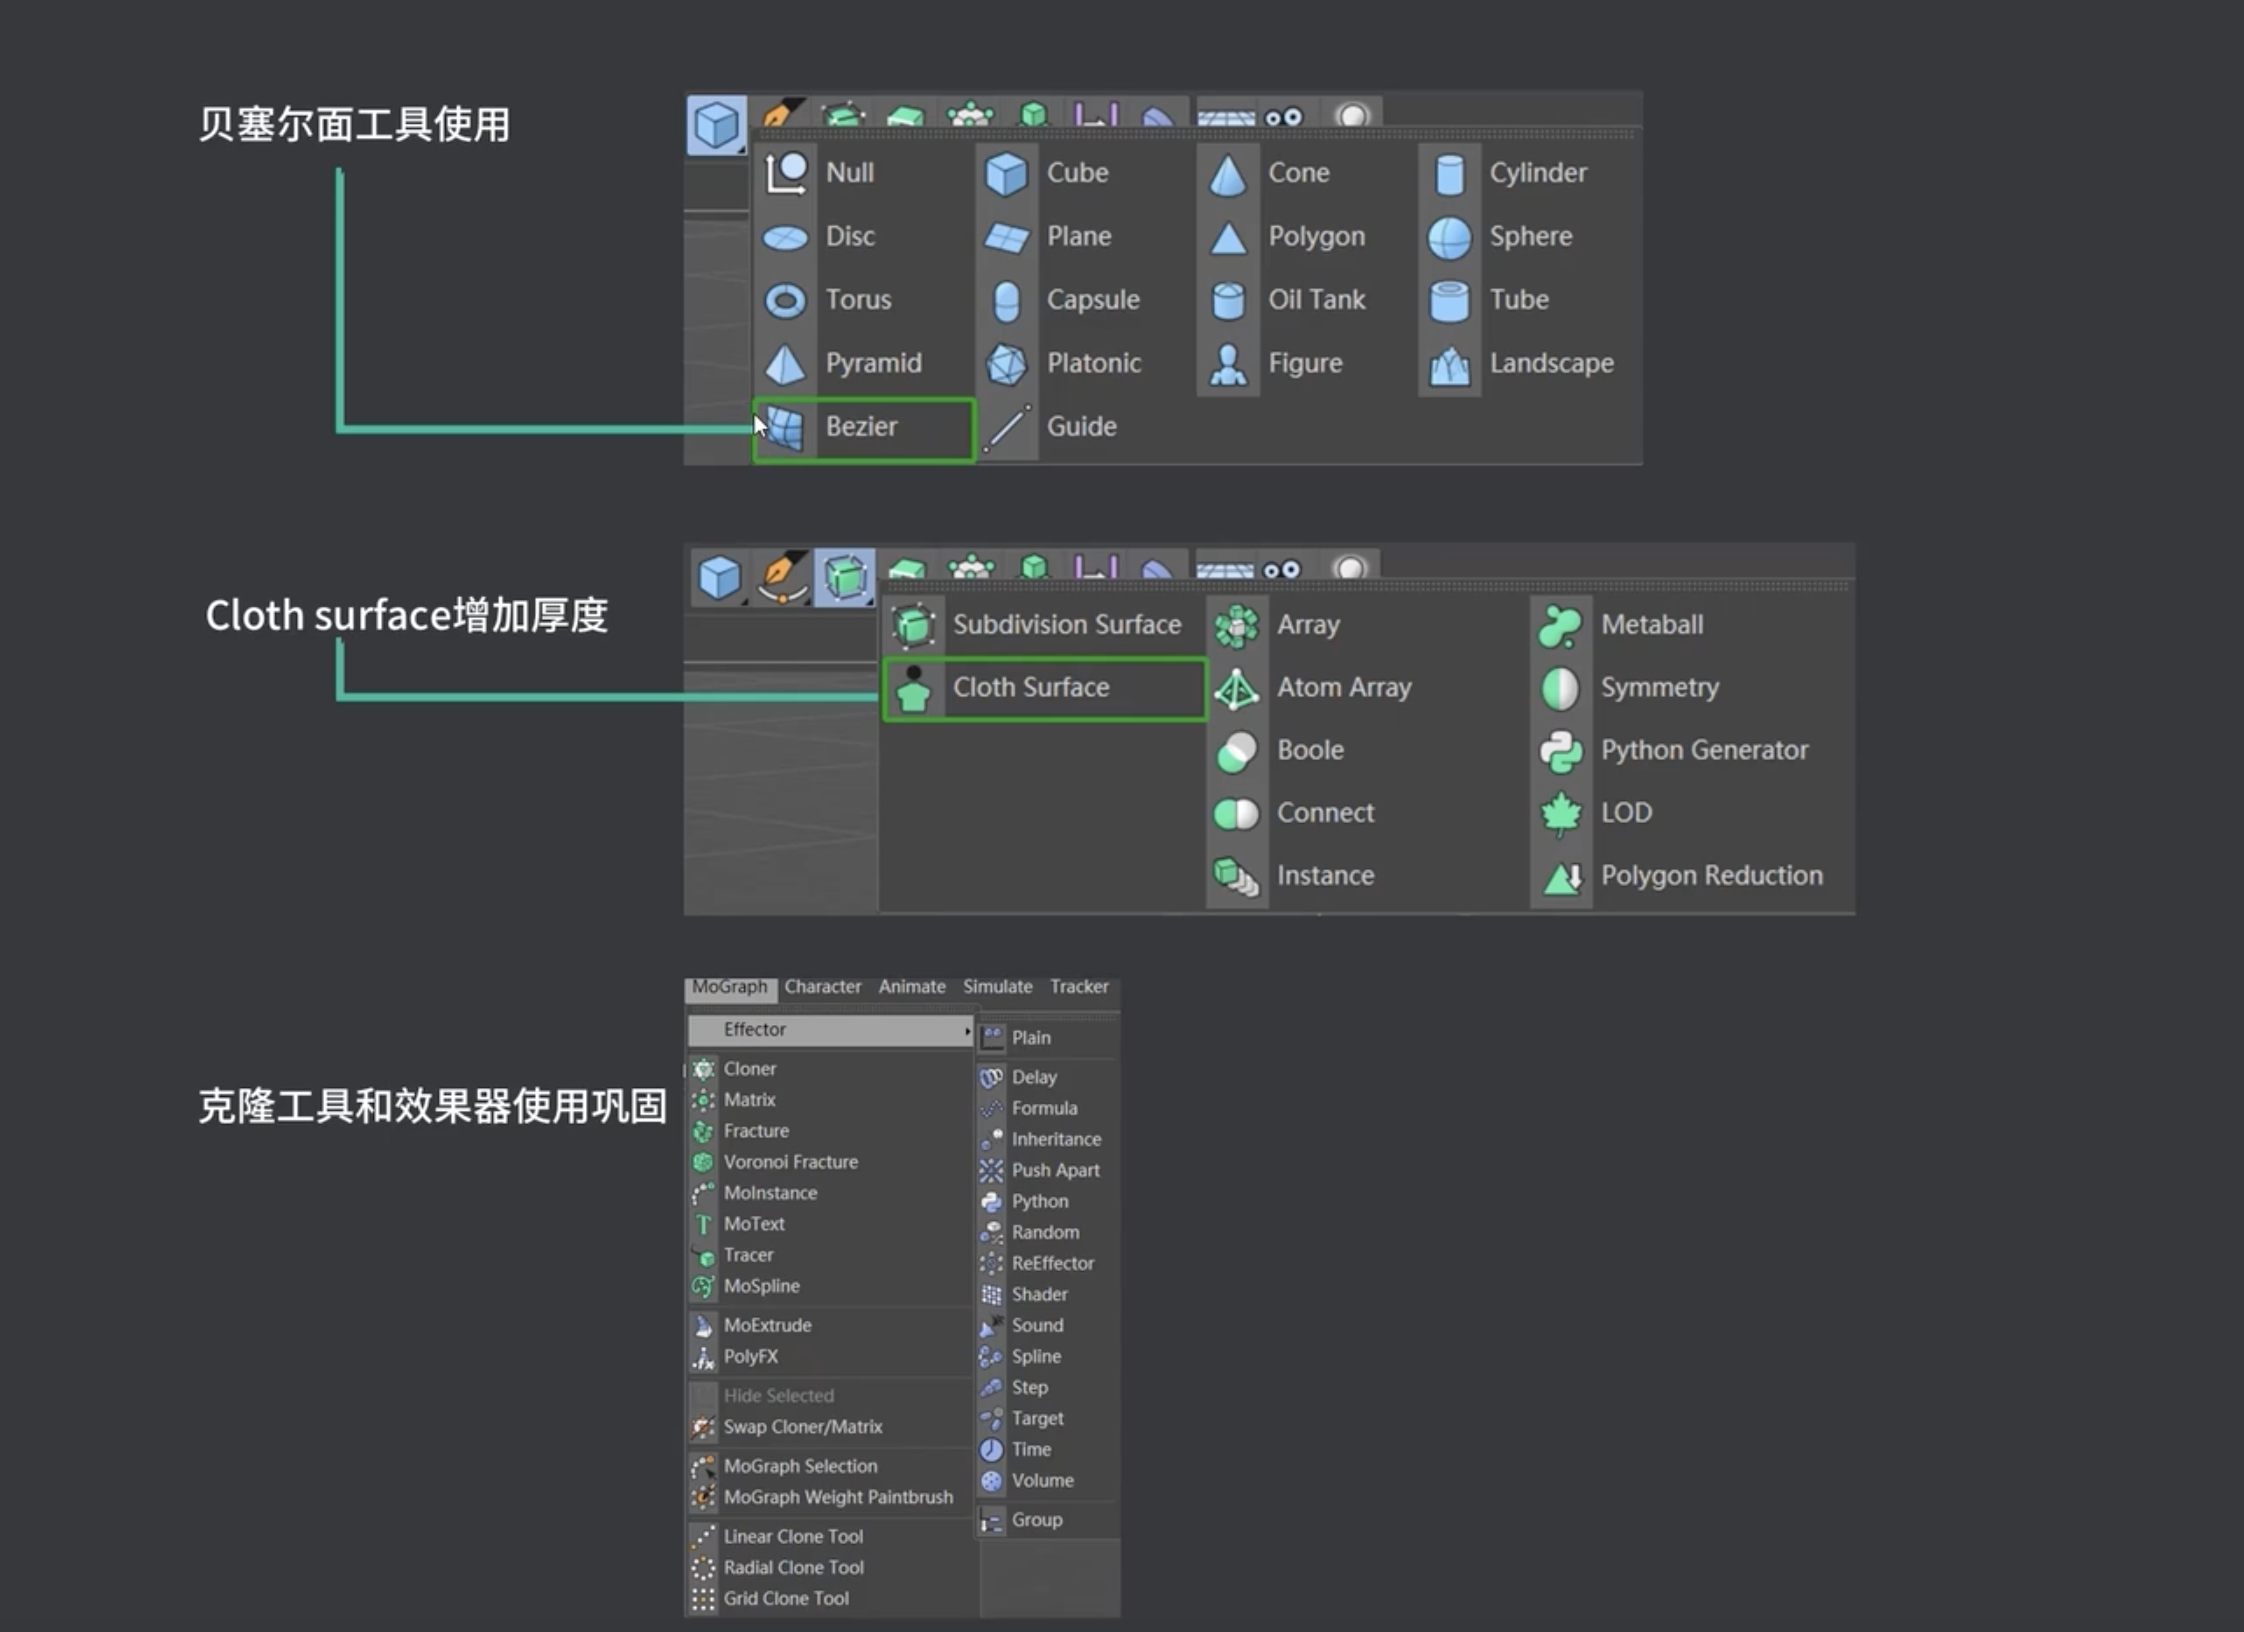 贝塞尔面工具使用
Null Cube Cone Cylinder
Disc Plane Polygon Sphere
Torus Capsule Oil Tank Tube
Pyramid Platonic Figure Landscape
Bezier Guide
Cloth surface增加厚度
Subdivision Surface Array Metaball
Cloth Surface Atom Array Symmetry
Boole Python Generator
Connect LOD
Instance Polygon Reduction
克隆工具和效果器使用巩固
MoGraph Character Animate Simulate Tracker
Effector
Cloner
Matrix
Fracture
Voronoi Fracture
MoInstance
MoText
Tracer
MoSpline
MoExtrude
PolyFX
Hide Selected
Swap Cloner/Matrix
MoGraph Selection
MoGraph Weight Paintbrush
Linear Clone Tool
Radial Clone Tool
Grid Clone Tool
Plain
Delay
Formula
Inheritance
Push Apart
Python
Random
ReEffector
Shader
Sound
Spline
Step
Target
Time
Volume
Group